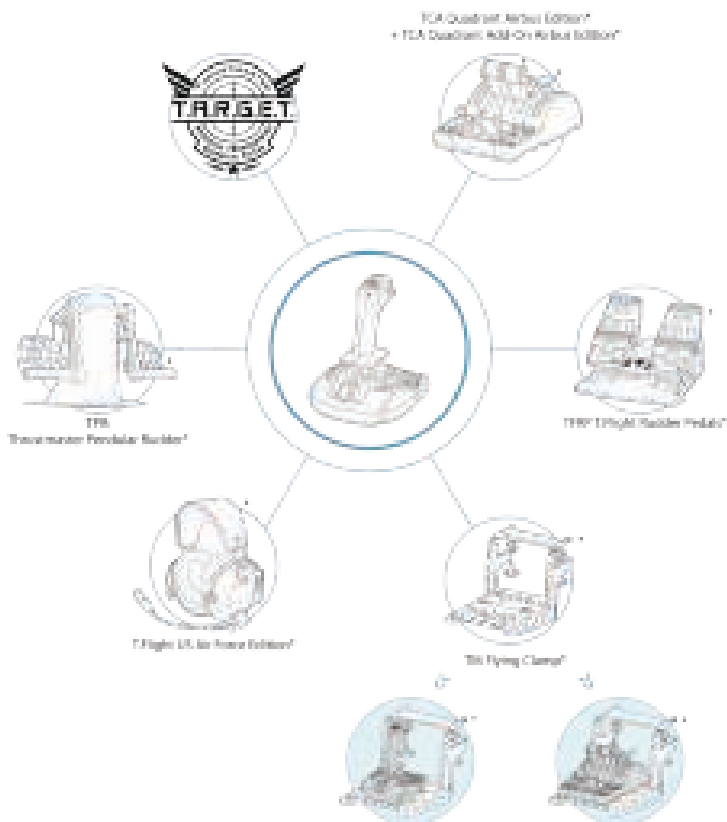 TCA Quadrant Airbus Edition*
+ TCA Quadrant Add-On Airbus Edition*
T.A.R.G.E.T.
TPR
Thrustmaster Pendular Rudder*
TFRP T.Flight Rudder Pedals*
T.Flight US Air Force Edition*
TM Flying Clamp*